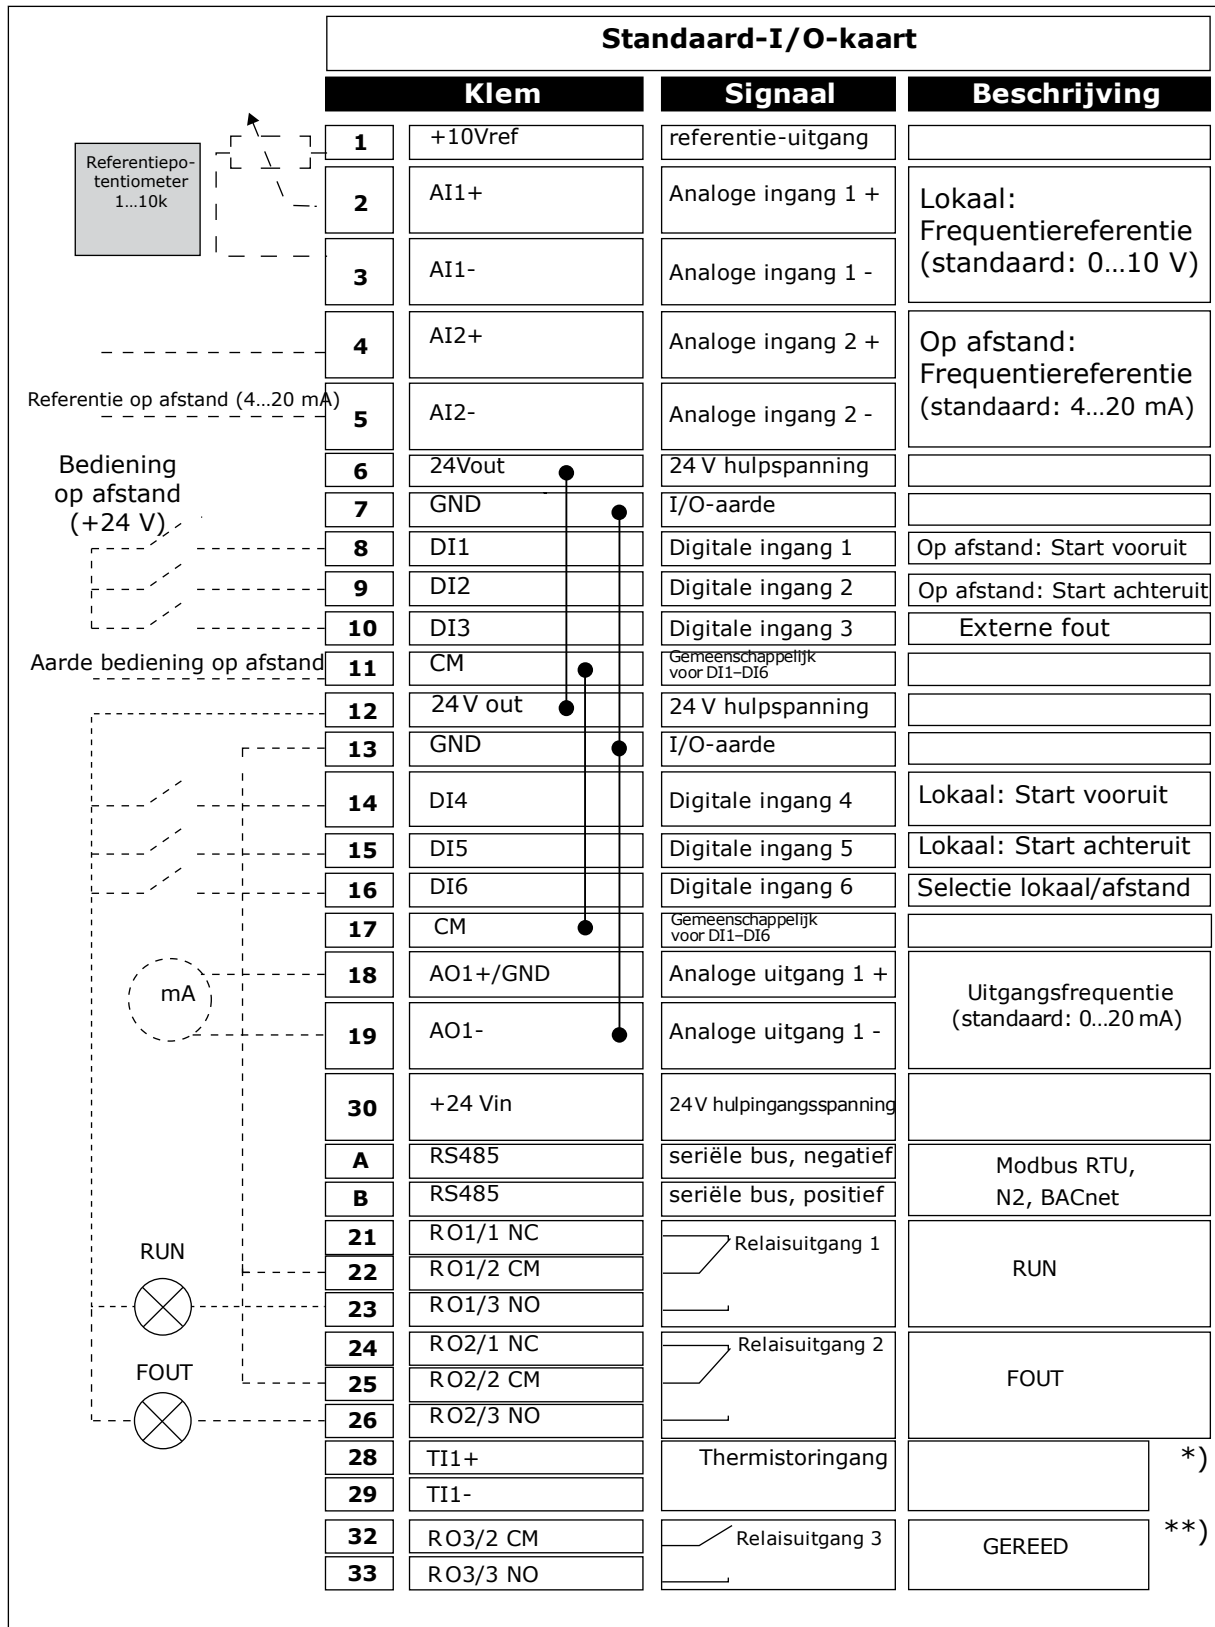 Standaard-I/O-kaart
Klem Signaal Beschrijving
Referentiepo-
tentiometer
1...10k
1 +10Vref referentie-uitgang
2 AI1+ Analoge ingang 1 +
3 AI1- Analoge ingang 1 -
Lokaal:
Frequentiereferentie
(standaard: 0...10 V)
4 AI2+ Analoge ingang 2 +
Referentie op afstand (4...20 mA)
5 AI2- Analoge ingang 2 -
Op afstand:
Frequentiereferentie
(standaard: 4...20 mA)
Bediening
op afstand
(+24 V)
6 24Vout 24 V hulpspanning
7 GND I/O-aarde
8 DI1 Digitale ingang 1 Op afstand: Start vooruit
9 DI2 Digitale ingang 2 Op afstand: Start achteruit
10 DI3 Digitale ingang 3 Externe fout
Aarde bediening op afstand
11 CM Gemeenschappelijk
voor DI1–DI6
12 24 V out 24 V hulpspanning
13 GND I/O-aarde
14 DI4 Digitale ingang 4 Lokaal: Start vooruit
15 DI5 Digitale ingang 5 Lokaal: Start achteruit
16 DI6 Digitale ingang 6 Selectie lokaal/afstand
17 CM Gemeenschappelijk
voor DI1–DI6
mA
18 AO1+/GND Analoge uitgang 1 +
19 AO1- Analoge uitgang 1 -
Uitgangsfrequentie
(standaard: 0...20 mA)
30 +24 Vin 24 V hulpingangsspanning
A RS485 seriële bus, negatief
B RS485 seriële bus, positief
Modbus RTU,
N2, BACnet
RUN
21 RO1/1 NC Relaisuitgang 1
22 RO1/2 CM RUN
23 RO1/3 NO
FOUT
24 RO2/1 NC Relaisuitgang 2
25 RO2/2 CM FOUT
26 RO2/3 NO
28 TI1+ Thermistoringang *)
29 TI1-
32 RO3/2 CM Relaisuitgang 3 GEREED **)
33 RO3/3 NO